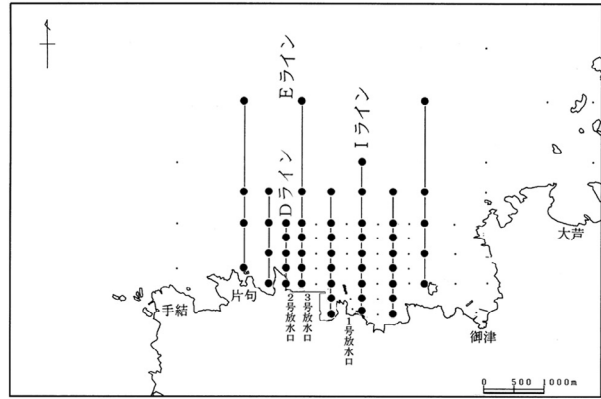 Eライン
Iライン
Dライン
大芦
片句
手結
2号放水口
3号放水口
1号放水口
御津
0 500 1000m